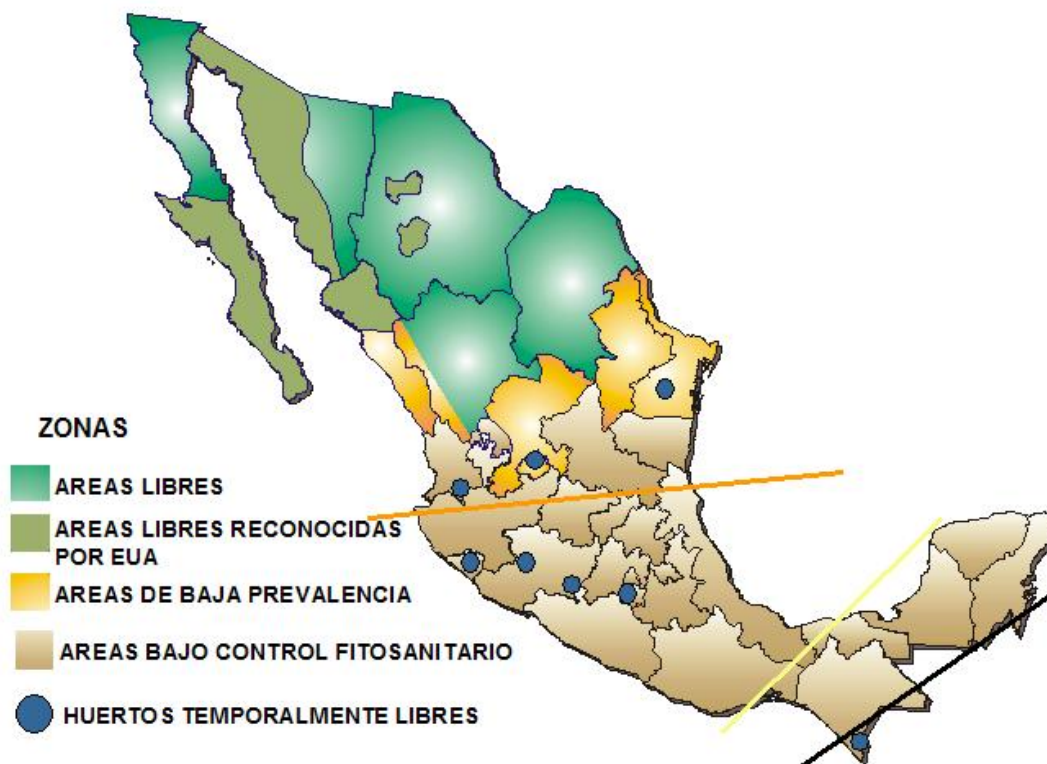 ZONAS
AREAS LIBRES
AREAS LIBRES RECONOCIDAS
POR EUA
AREAS DE BAJA PREVALENCIA
AREAS BAJO CONTROL FITOSANITARIO
HUERTOS TEMPORALMENTE LIBRES